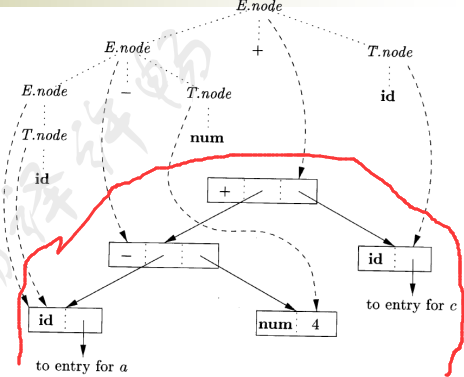 E.node
E.node + T.node
E.node − T.node id
T.node num
id
+
− id
to entry for c
id num 4
to entry for a